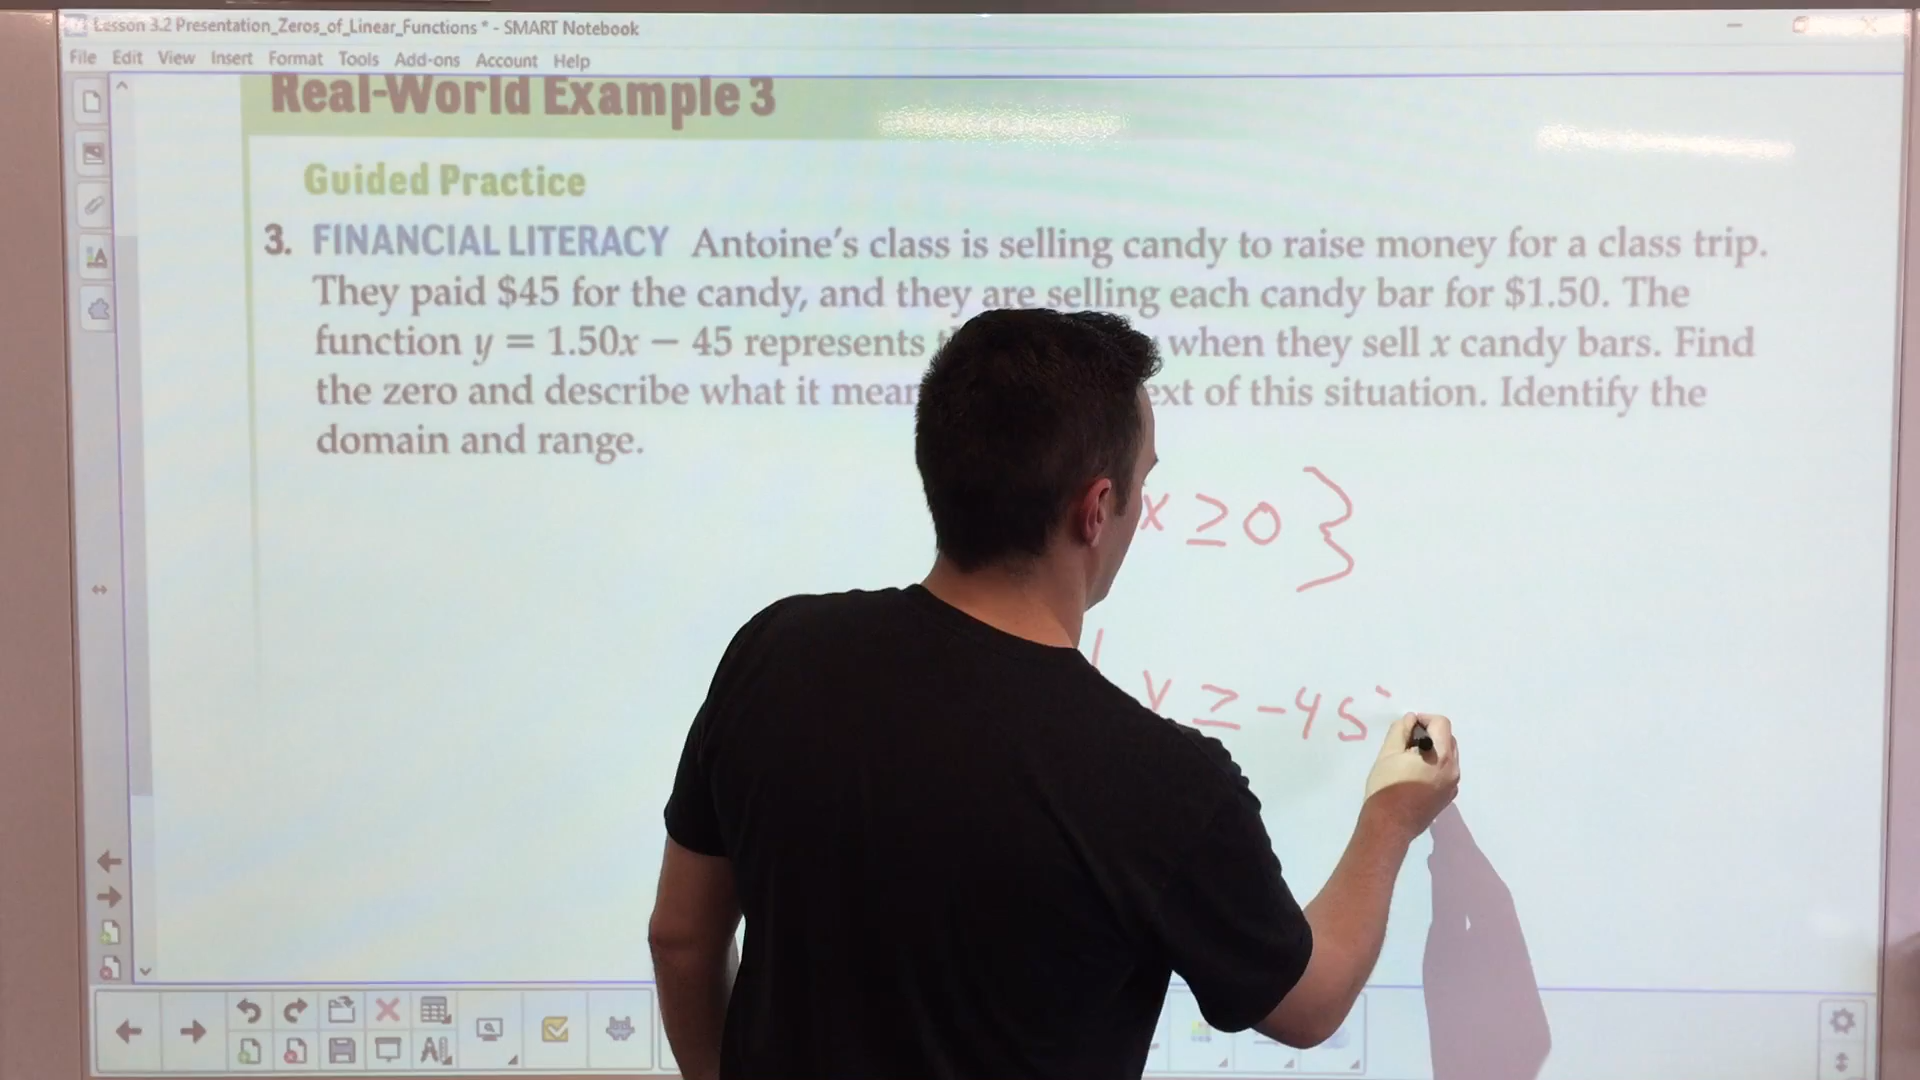 Lesson 3.2 Presentation_Zeros_of_Linear_Functions * - SMART Notebook
File Edit View Insert Format Tools Add-ons Account Help
Real-World Example 3
Guided Practice
3. FINANCIAL LITERACY Antoine's class is selling candy to raise money for a class trip.
They paid $45 for the candy, and they are selling each candy bar for $1.50. The
function y = 1.50x − 45 represents when they sell x candy bars. Find
the zero and describe what it of this situation. Identify the
domain and range.
x ≥ 0 }
y ≥ -45